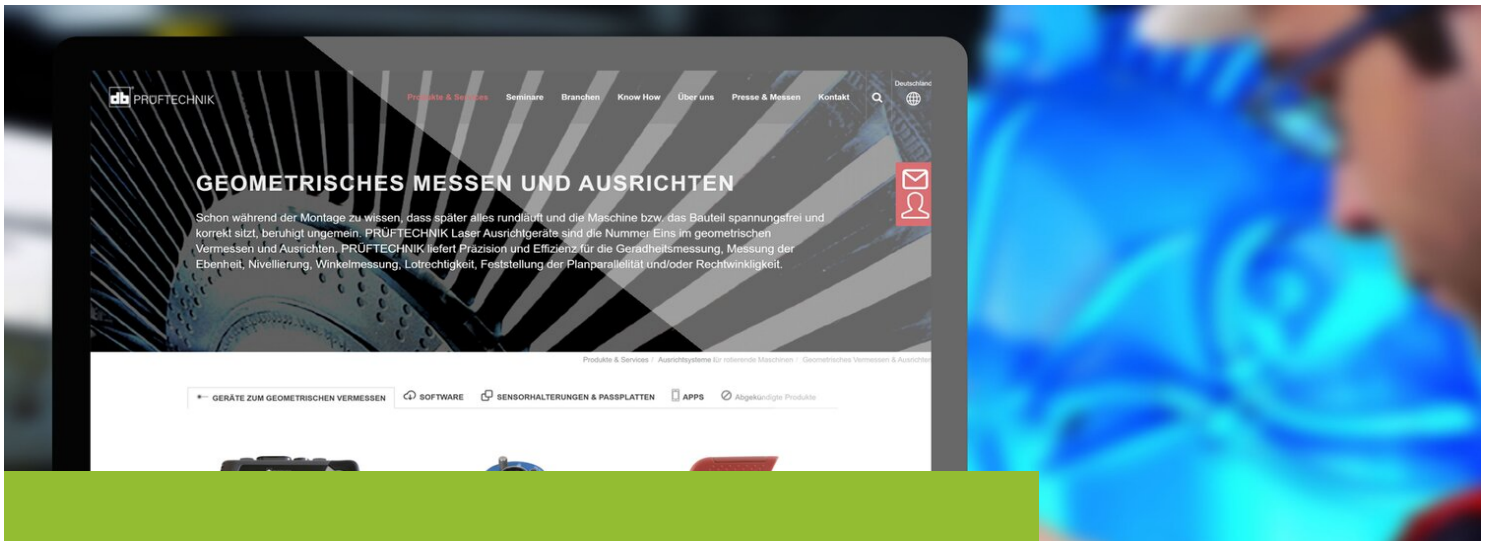 Deutschland
db PRÜFTECHNIK
Produkte & Services Seminare Branchen Know How Über uns Presse & Messen Kontakt
GEOMETRISCHES MESSEN UND AUSRICHTEN
Schon während der Montage zu wissen, dass später alles rundläuft und die Maschine bzw. das Bauteil spannungsfrei und
korrekt sitzt, beruhigt ungemein. PRÜFTECHNIK Laser Ausrichtgeräte sind die Nummer Eins im geometrischen
Vermessen und Ausrichten. PRÜFTECHNIK liefert Präzision und Effizienz für die Geradheitsmessung, Messung der
Ebenheit, Nivellierung, Winkelmessung, Lotrechtigkeit, Feststellung der Planparallelität und/oder Rechtwinkligkeit.
Produkte & Services / Ausrichtsysteme für rotierende Maschinen / Geometrisches Vermessen & Ausrichten
GERÄTE ZUM GEOMETRISCHEN VERMESSEN SOFTWARE SENSORHALTERUNGEN & PASSPLATTEN APPS Abgekündigte Produkte